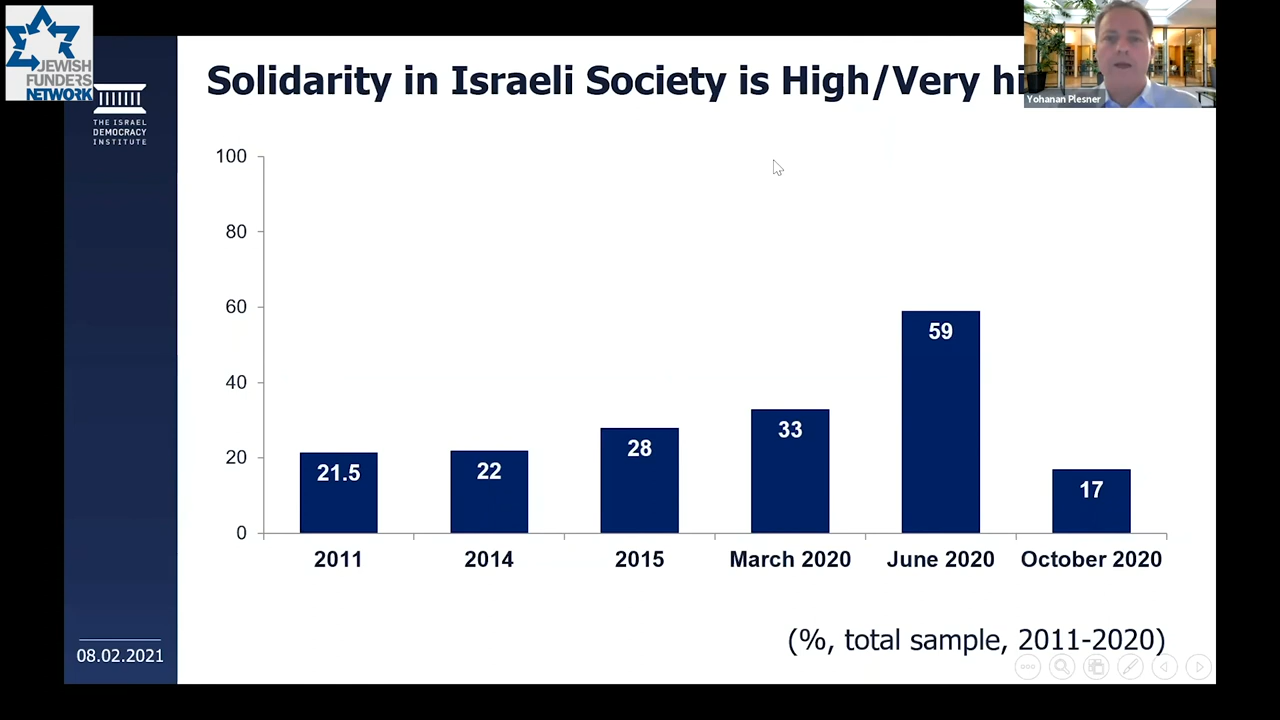 JEWISH
FUNDERS
NETWORK
THE ISRAEL
DEMOCRACY
INSTITUTE
Solidarity in Israeli Society is High/Very hi
Yohanan Plesner
100
80
60
40
20
0
21.5
22
28
33
59
17
2011
2014
2015
March 2020
June 2020
October 2020
(%, total sample, 2011-2020)
08.02.2021